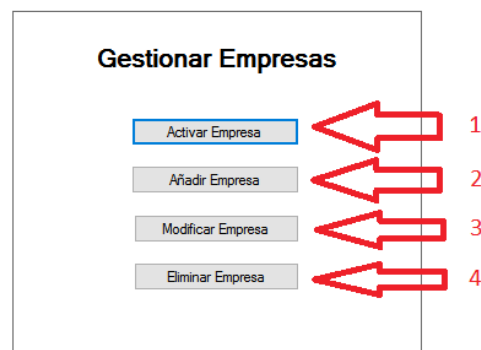 Gestionar Empresas
Activar Empresa 1
Añadir Empresa 2
Modificar Empresa 3
Eliminar Empresa 4